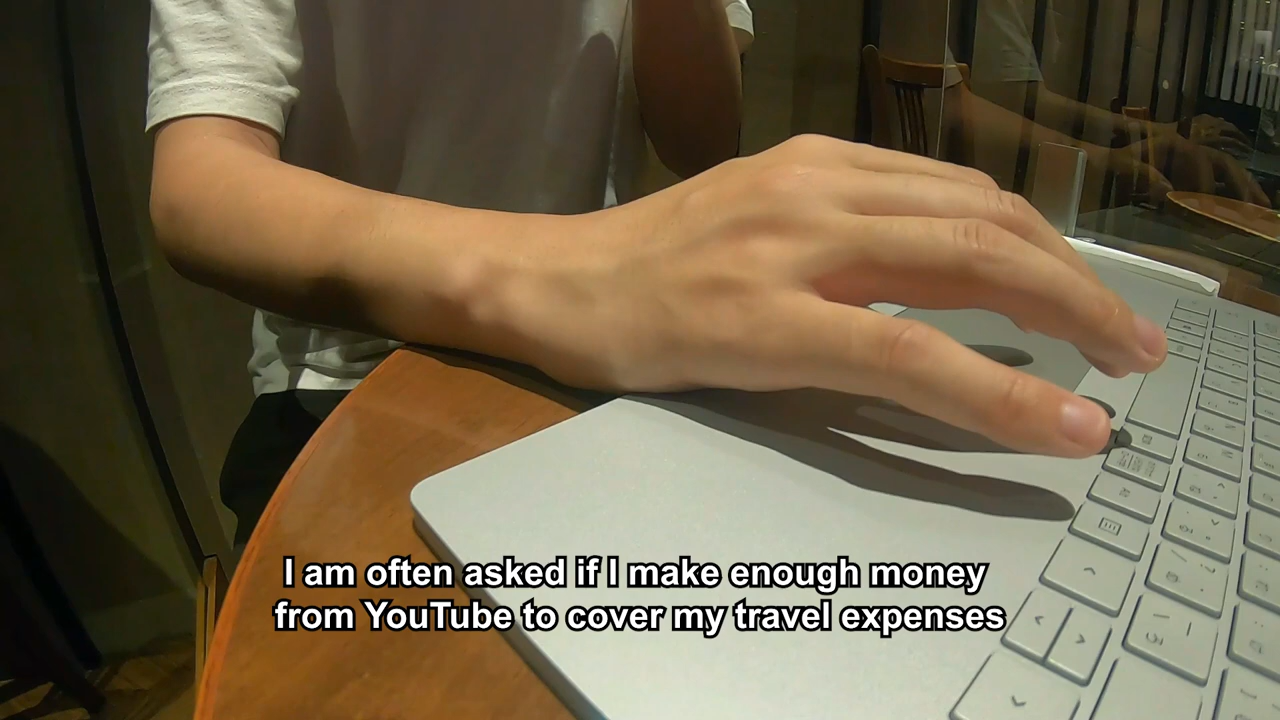 I am often asked if I make enough money
from YouTube to cover my travel expenses